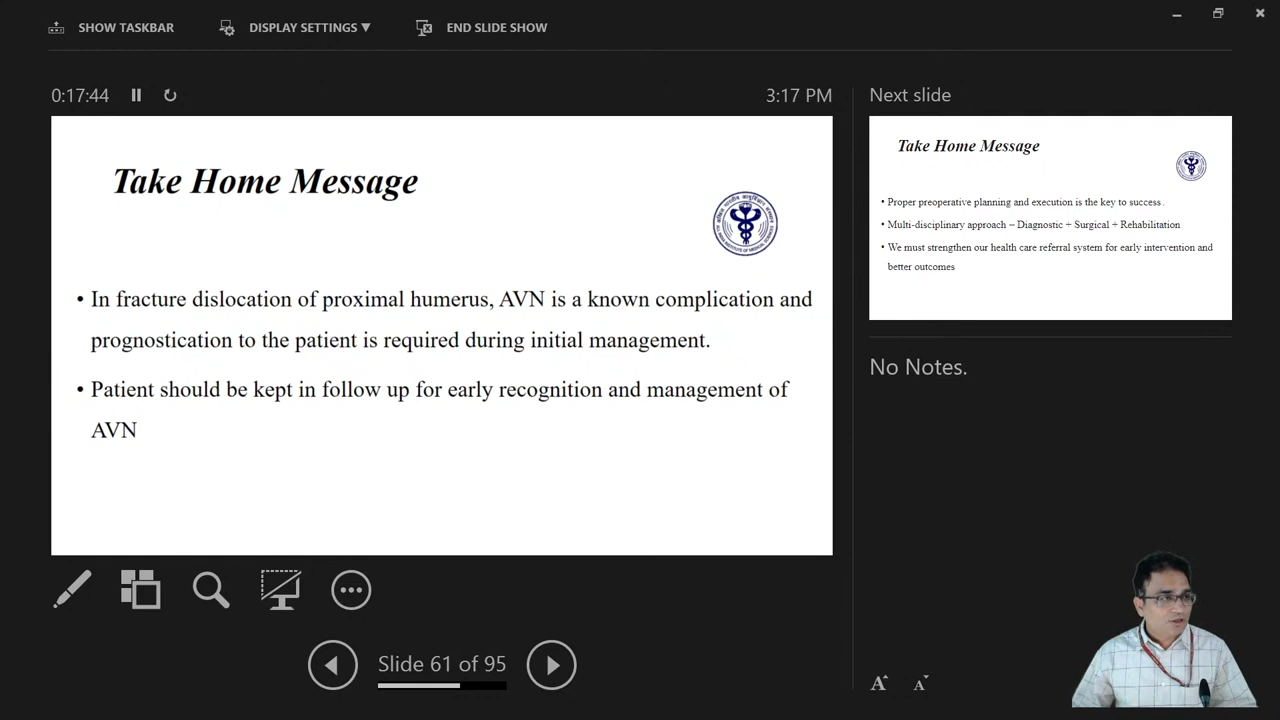 SHOW TASKBAR
DISPLAY SETTINGS ▼
END SLIDE SHOW
0:17:44
3:17 PM
Next slide
Take Home Message
• In fracture dislocation of proximal humerus, AVN is a known complication and
prognostication to the patient is required during initial management.
• Patient should be kept in follow up for early recognition and management of
AVN
Take Home Message
• Proper preoperative planning and execution is the key to success.
• Multi-disciplinary approach – Diagnostic + Surgical + Rehabilitation
• We must strengthen our health care referral system for early intervention and
better outcomes
No Notes.
Slide 61 of 95
A A